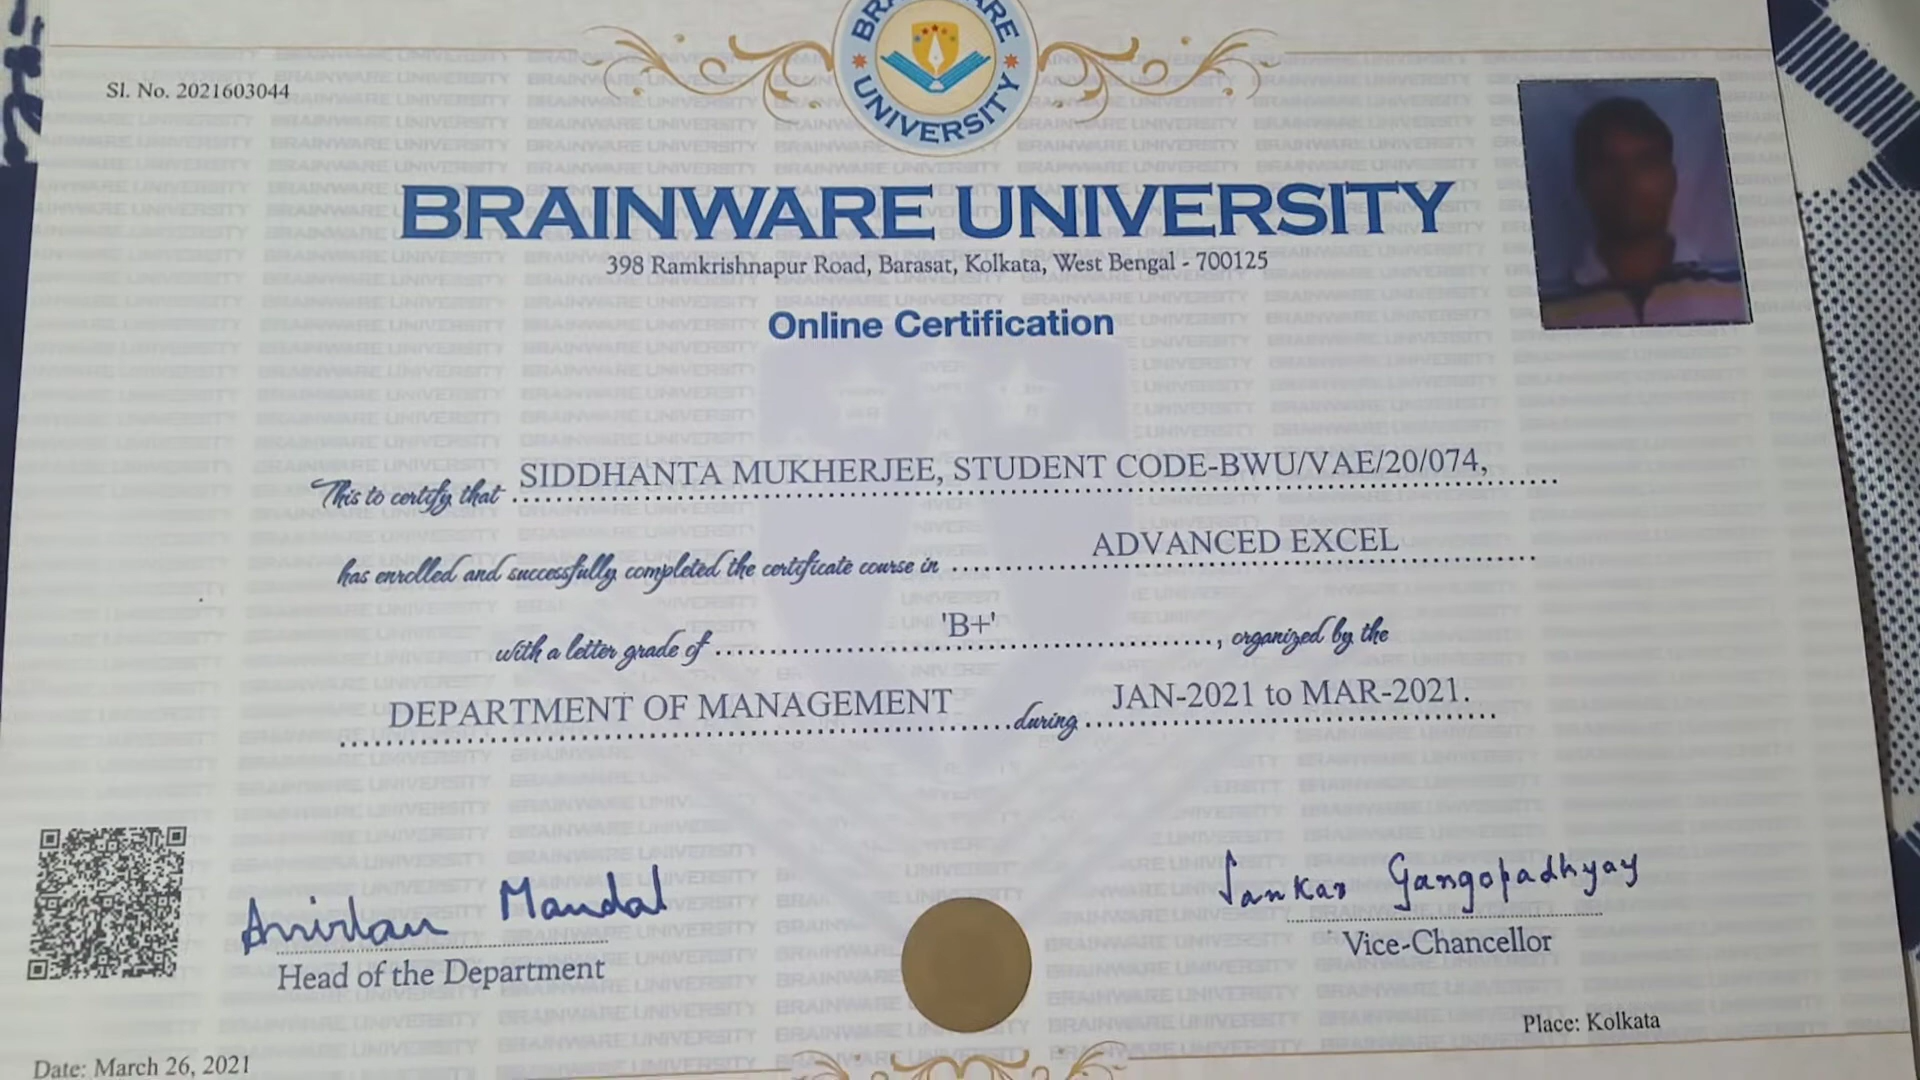 Sl. No. 2021603044
BRAINWARE
UNIVERSITY
BRAINWARE UNIVERSITY
398 Ramkrishnapur Road, Barasat, Kolkata, West Bengal - 700125
Online Certification
This to certify that SIDDHANTA MUKHERJEE, STUDENT CODE-BWU/VAE/20/074,
has enrolled and successfully completed the certificate course in ADVANCED EXCEL
with a letter grade of 'B+' , organized by the
DEPARTMENT OF MANAGEMENT during JAN-2021 to MAR-2021.
Anirban Mandal
Head of the Department
Sankar Gangopadhyay
Vice-Chancellor
Place: Kolkata
Date: March 26, 2021